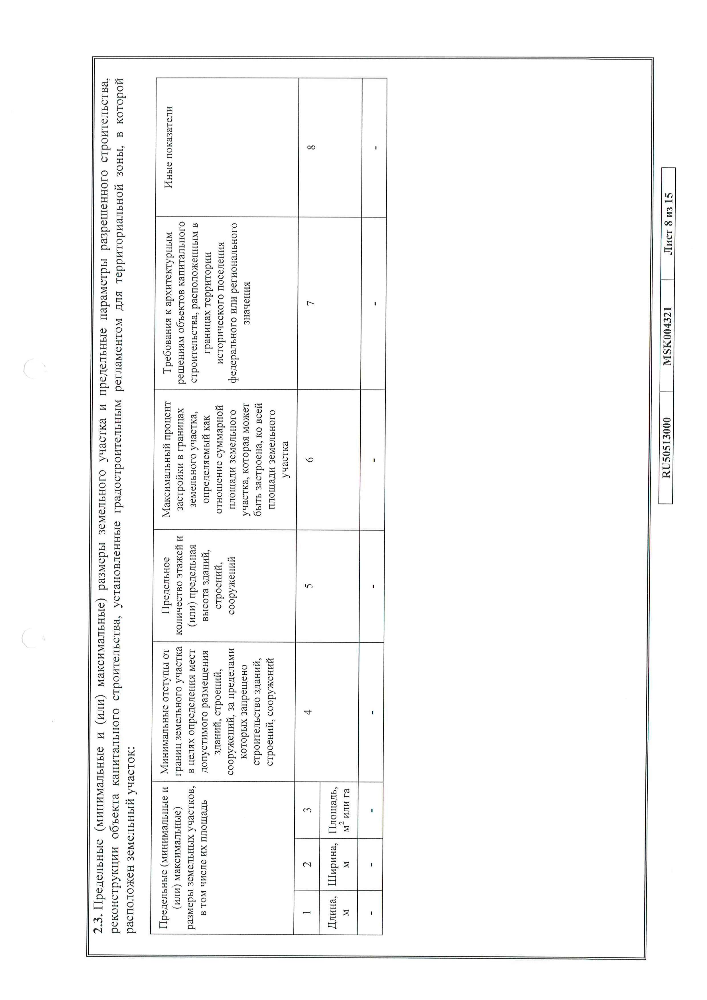 2.3. Предельные (минимальные и (или) максимальные) размеры земельного участка и предельные параметры разрешенного строительства,
реконструкции объекта капитального строительства, установленные градостроительным регламентом для территориальной зоны, в которой
расположен земельный участок:
Предельные (минимальные и
(или) максимальные)
размеры земельных участков,
в том числе их площадь
Минимальные отступы от
границ земельного участка
в целях определения мест
допустимого размещения
зданий, строений,
сооружений, за пределами
которых запрещено
строительство зданий,
строений, сооружений
Предельное
количество этажей и
(или) предельная
высота зданий,
строений,
сооружений
Максимальный процент
застройки в границах
земельного участка,
определяемый как
отношение суммарной
площади земельного
участка, которая может
быть застроена, ко всей
площади земельного
участка
Требования к архитектурным
решениям объектов капитального
строительства, расположенным в
границах территории
исторического поселения
федерального или регионального
значения
Иные показатели
1 2 3 4 5 6 7 8
Длина,
м
Ширина,
м
Площадь,
м² или га
- - - - - - - -
RU50513000 MSK004321 Лист 8 из 15